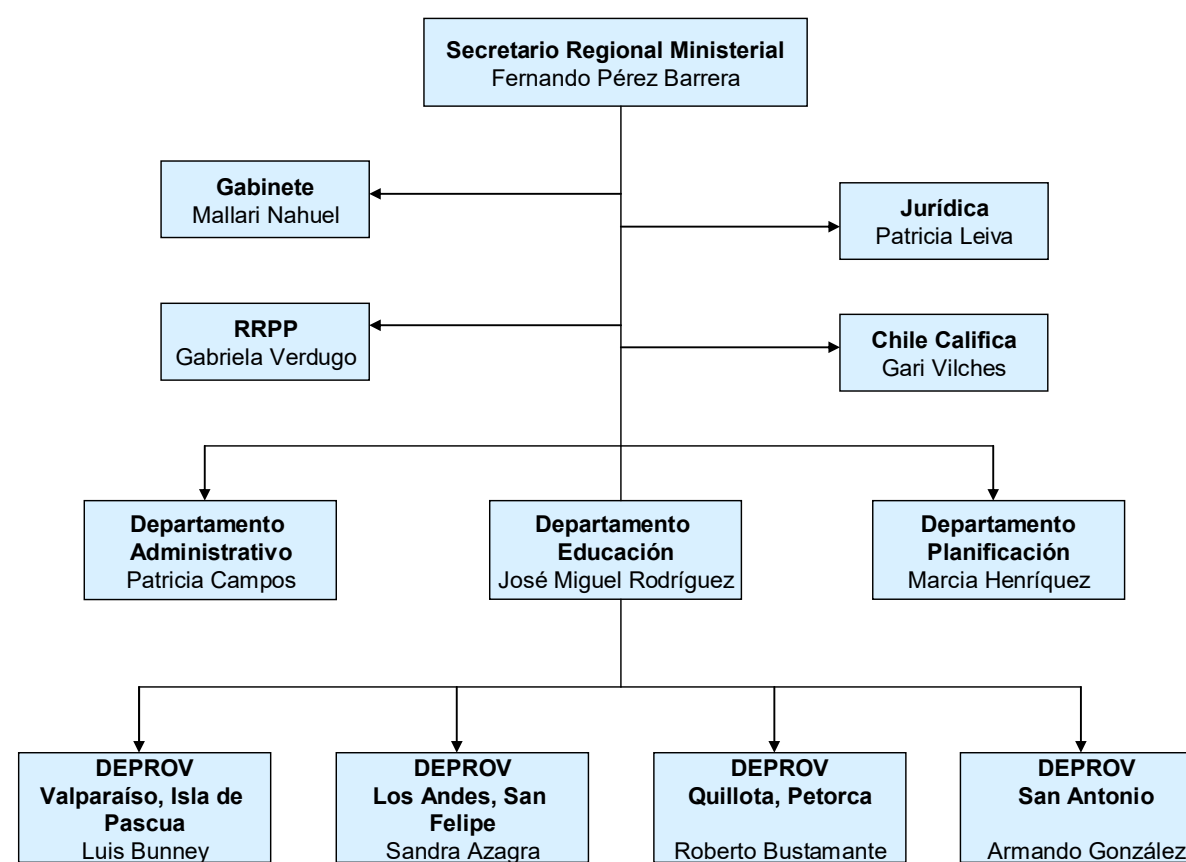 Secretario Regional Ministerial
Fernando Pérez Barrera
Gabinete
Mallari Nahuel
Jurídica
Patricia Leiva
RRPP
Gabriela Verdugo
Chile Califica
Gari Vilches
Departamento
Administrativo
Patricia Campos
Departamento
Educación
José Miguel Rodríguez
Departamento
Planificación
Marcia Henríquez
DEPROV
Valparaíso, Isla de
Pascua
Luis Bunney
DEPROV
Los Andes, San
Felipe
Sandra Azagra
DEPROV
Quillota, Petorca
Roberto Bustamante
DEPROV
San Antonio
Armando González